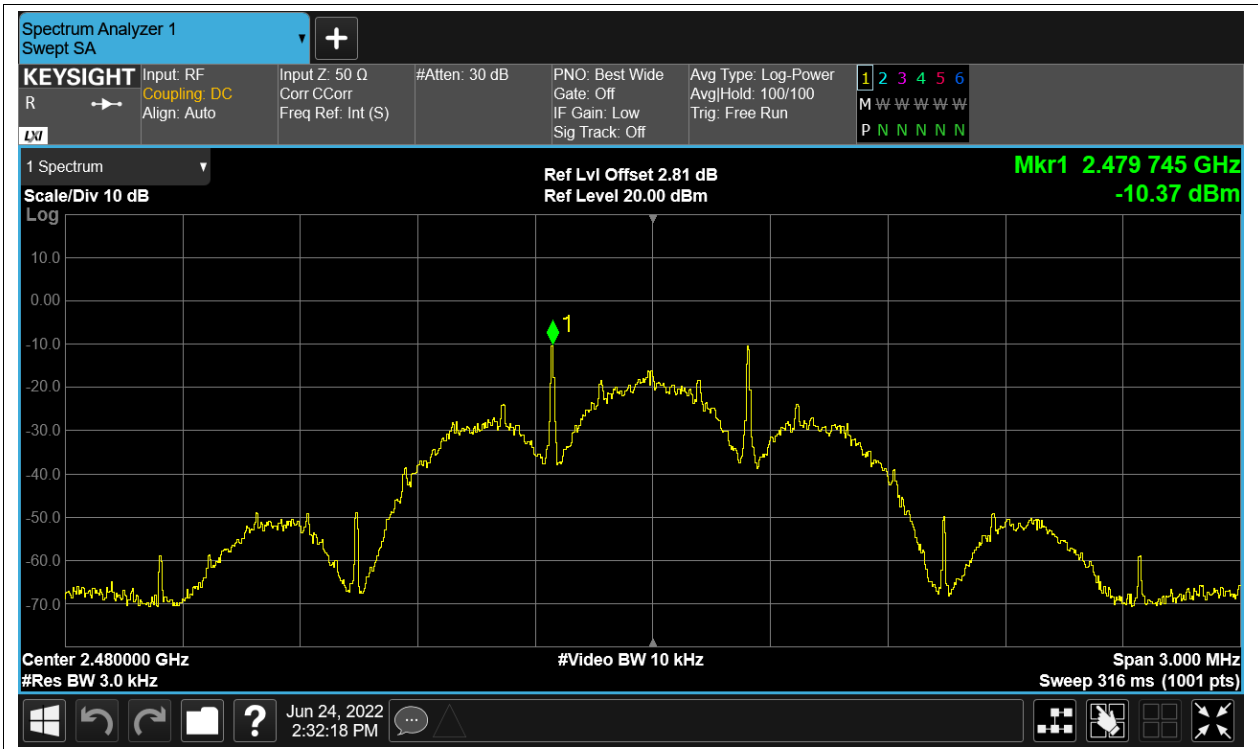 Spectrum Analyzer 1
Swept SA
KEYSIGHT
R
LXI
Input: RF
Coupling: DC
Align: Auto
Input Z: 50 Ω
Corr CCorr
Freq Ref: Int (S)
#Atten: 30 dB
PNO: Best Wide
Gate: Off
IF Gain: Low
Sig Track: Off
Avg Type: Log-Power
Avg|Hold: 100/100
Trig: Free Run
1 2 3 4 5 6
M W W W W W W
P N N N N N N
1 Spectrum
Scale/Div 10 dB
Log
Ref Lvl Offset 2.81 dB
Ref Level 20.00 dBm
Mkr1 2.479 745 GHz
-10.37 dBm
10.0
0.00
-10.0
-20.0
-30.0
-40.0
-50.0
-60.0
-70.0
1
Center 2.480000 GHz
#Res BW 3.0 kHz
#Video BW 10 kHz
Span 3.000 MHz
Sweep 316 ms (1001 pts)
?
Jun 24, 2022
2:32:18 PM